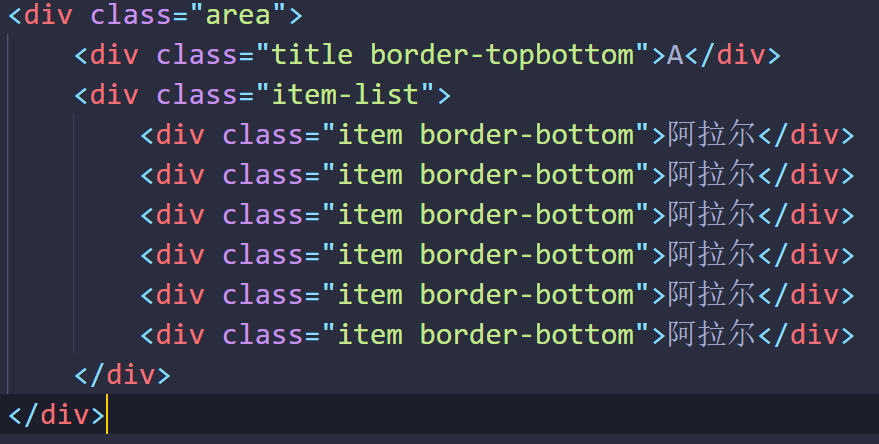 <div class="area">
    <div class="title border-topbottom">A</div>
    <div class="item-list">
        <div class="item border-bottom">阿拉尔</div>
        <div class="item border-bottom">阿拉尔</div>
        <div class="item border-bottom">阿拉尔</div>
        <div class="item border-bottom">阿拉尔</div>
        <div class="item border-bottom">阿拉尔</div>
        <div class="item border-bottom">阿拉尔</div>
    </div>
</div>